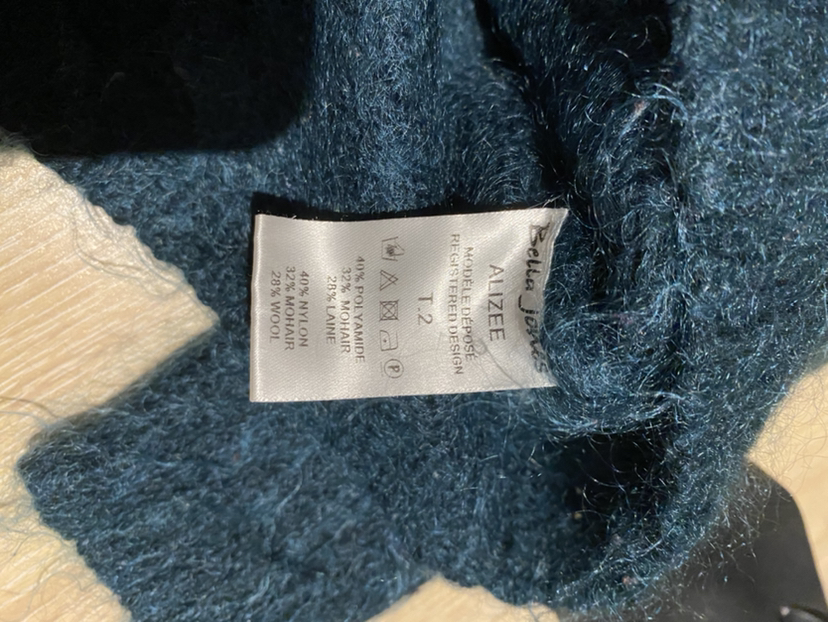 Bella jones
ALIZEE
MODÈLE DÉPOSÉ
REGISTERED DESIGN
T.2
P
40% POLYAMIDE
32% MOHAIR
28% LAINE
40% NYLON
32% MOHAIR
28% WOOL